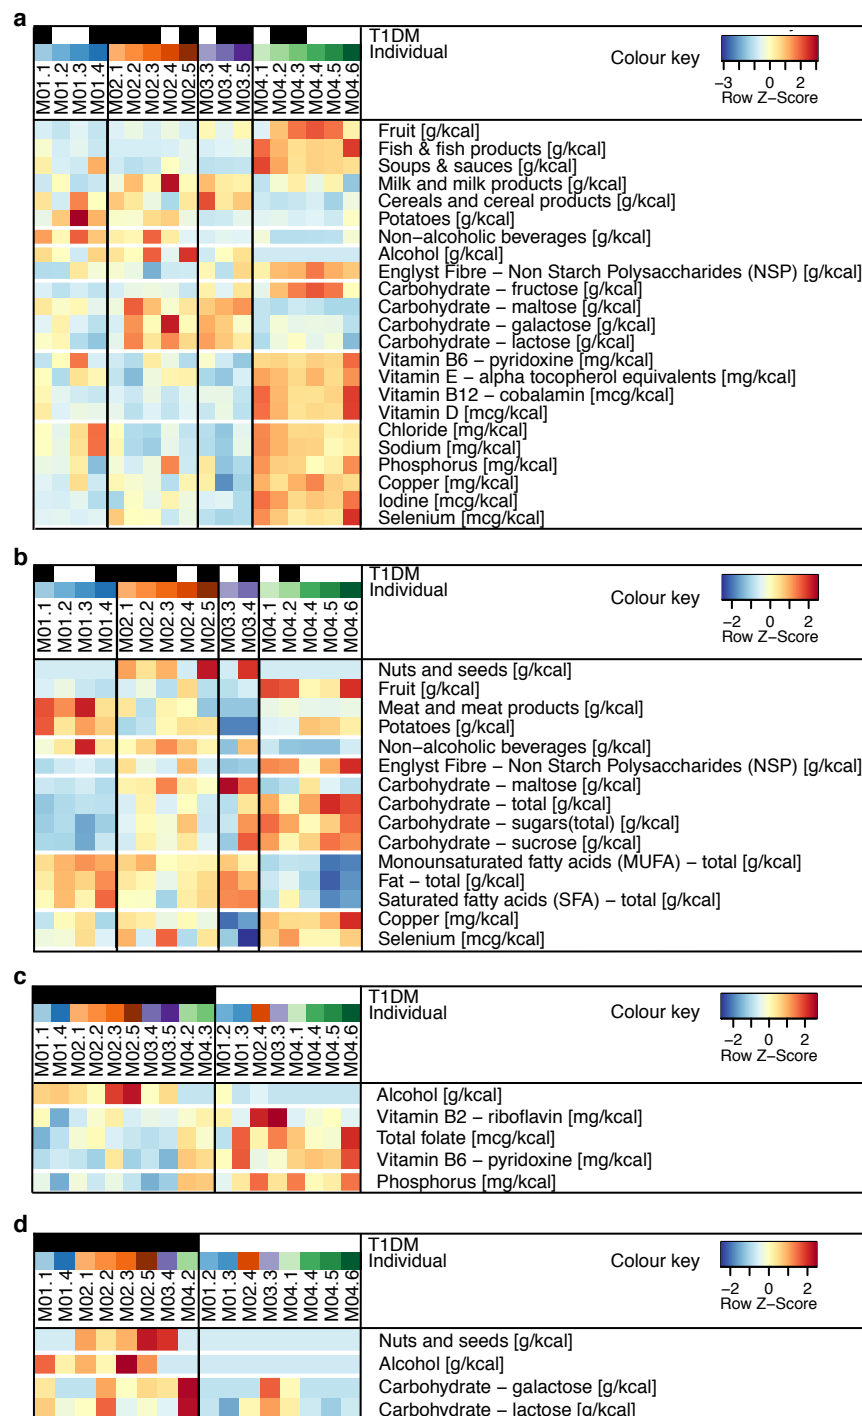 a
T1DM
Individual
Colour key
−3 0 2
Row Z−Score
M01.1 M01.2 M01.3 M01.4 M02.1 M02.2 M02.3 M02.4 M02.5 M03.3 M03.4 M03.5 M04.1 M04.2 M04.3 M04.4 M04.5 M04.6
Fruit [g/kcal]
Fish & fish products [g/kcal]
Soups & sauces [g/kcal]
Milk and milk products [g/kcal]
Cereals and cereal products [g/kcal]
Potatoes [g/kcal]
Non−alcoholic beverages [g/kcal]
Alcohol [g/kcal]
Englyst Fibre − Non Starch Polysaccharides (NSP) [g/kcal]
Carbohydrate − fructose [g/kcal]
Carbohydrate − maltose [g/kcal]
Carbohydrate − galactose [g/kcal]
Carbohydrate − lactose [g/kcal]
Vitamin B6 − pyridoxine [mg/kcal]
Vitamin E − alpha tocopherol equivalents [mg/kcal]
Vitamin B12 − cobalamin [mcg/kcal]
Vitamin D [mcg/kcal]
Chloride [mg/kcal]
Sodium [mg/kcal]
Phosphorus [mg/kcal]
Copper [mg/kcal]
Iodine [mcg/kcal]
Selenium [mcg/kcal]
b
T1DM
Individual
Colour key
−2 0 2
Row Z−Score
M01.1 M01.2 M01.3 M01.4 M02.1 M02.2 M02.3 M02.4 M02.5 M03.3 M03.4 M04.1 M04.2 M04.4 M04.5 M04.6
Nuts and seeds [g/kcal]
Fruit [g/kcal]
Meat and meat products [g/kcal]
Potatoes [g/kcal]
Non−alcoholic beverages [g/kcal]
Englyst Fibre − Non Starch Polysaccharides (NSP) [g/kcal]
Carbohydrate − maltose [g/kcal]
Carbohydrate − total [g/kcal]
Carbohydrate − sugars(total) [g/kcal]
Carbohydrate − sucrose [g/kcal]
Monounsaturated fatty acids (MUFA) − total [g/kcal]
Fat − total [g/kcal]
Saturated fatty acids (SFA) − total [g/kcal]
Copper [mg/kcal]
Selenium [mcg/kcal]
c
T1DM
Individual
Colour key
−2 0 2
Row Z−Score
M01.1 M01.4 M02.1 M02.2 M02.3 M02.5 M03.4 M03.5 M04.2 M04.3 M01.2 M01.3 M02.4 M03.3 M04.1 M04.4 M04.5 M04.6
Alcohol [g/kcal]
Vitamin B2 − riboflavin [mg/kcal]
Total folate [mcg/kcal]
Vitamin B6 − pyridoxine [mg/kcal]
Phosphorus [mg/kcal]
d
T1DM
Individual
Colour key
−2 0 2
Row Z−Score
M01.1 M01.4 M02.1 M02.2 M02.3 M02.5 M03.4 M04.2 M01.2 M01.3 M02.4 M03.3 M04.1 M04.4 M04.5 M04.6
Nuts and seeds [g/kcal]
Alcohol [g/kcal]
Carbohydrate − galactose [g/kcal]
Carbohydrate − lactose [g/kcal]